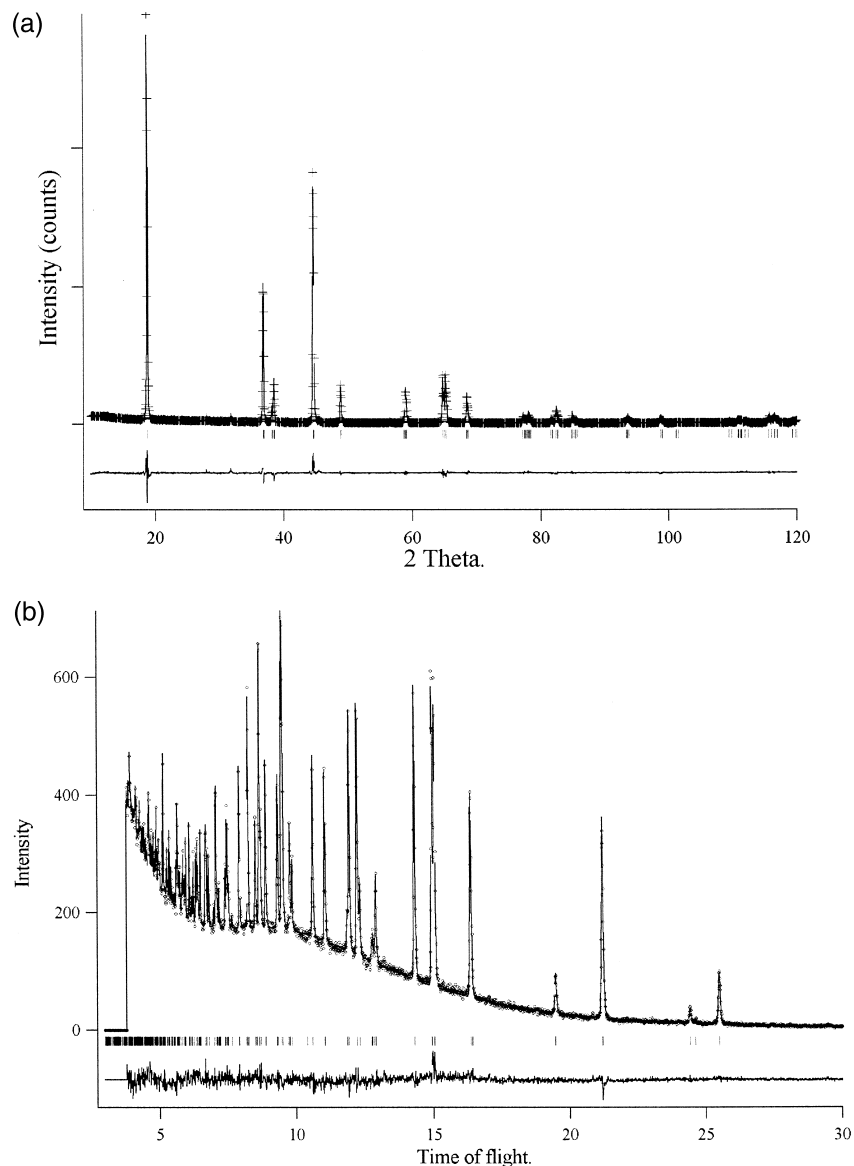 (a)
Intensity (counts)
20 40 60 80 100 120
2 Theta.
(b)
600
400
200
0
Intensity
5 10 15 20 25 30
Time of flight.